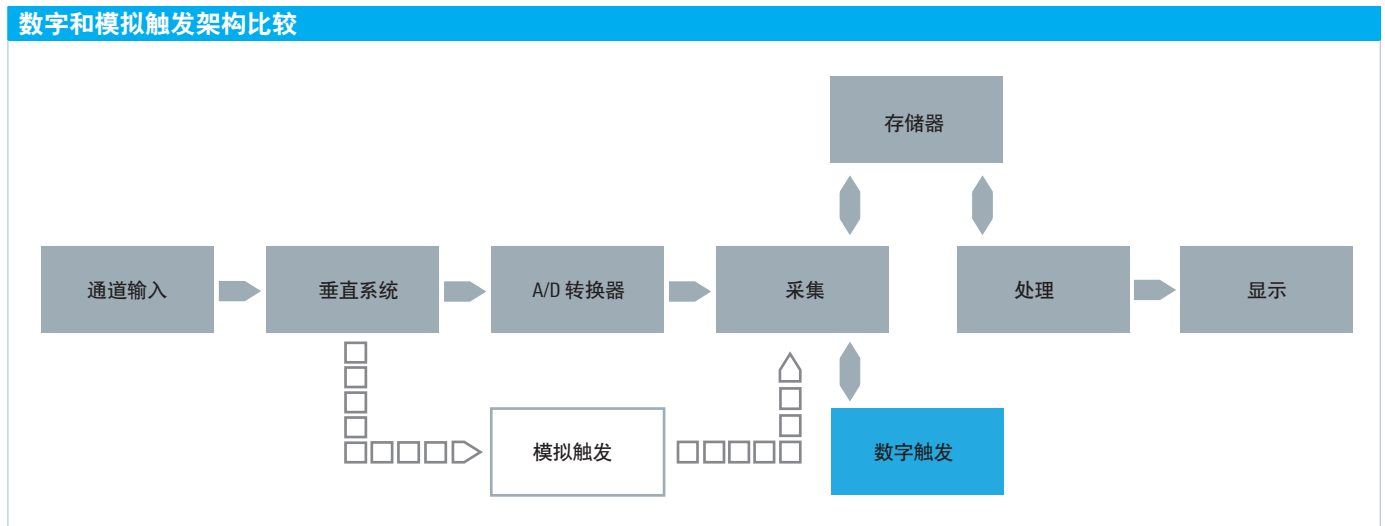 数字和模拟触发架构比较
存储器
通道输入
垂直系统
A/D 转换器
采集
处理
显示
模拟触发
数字触发